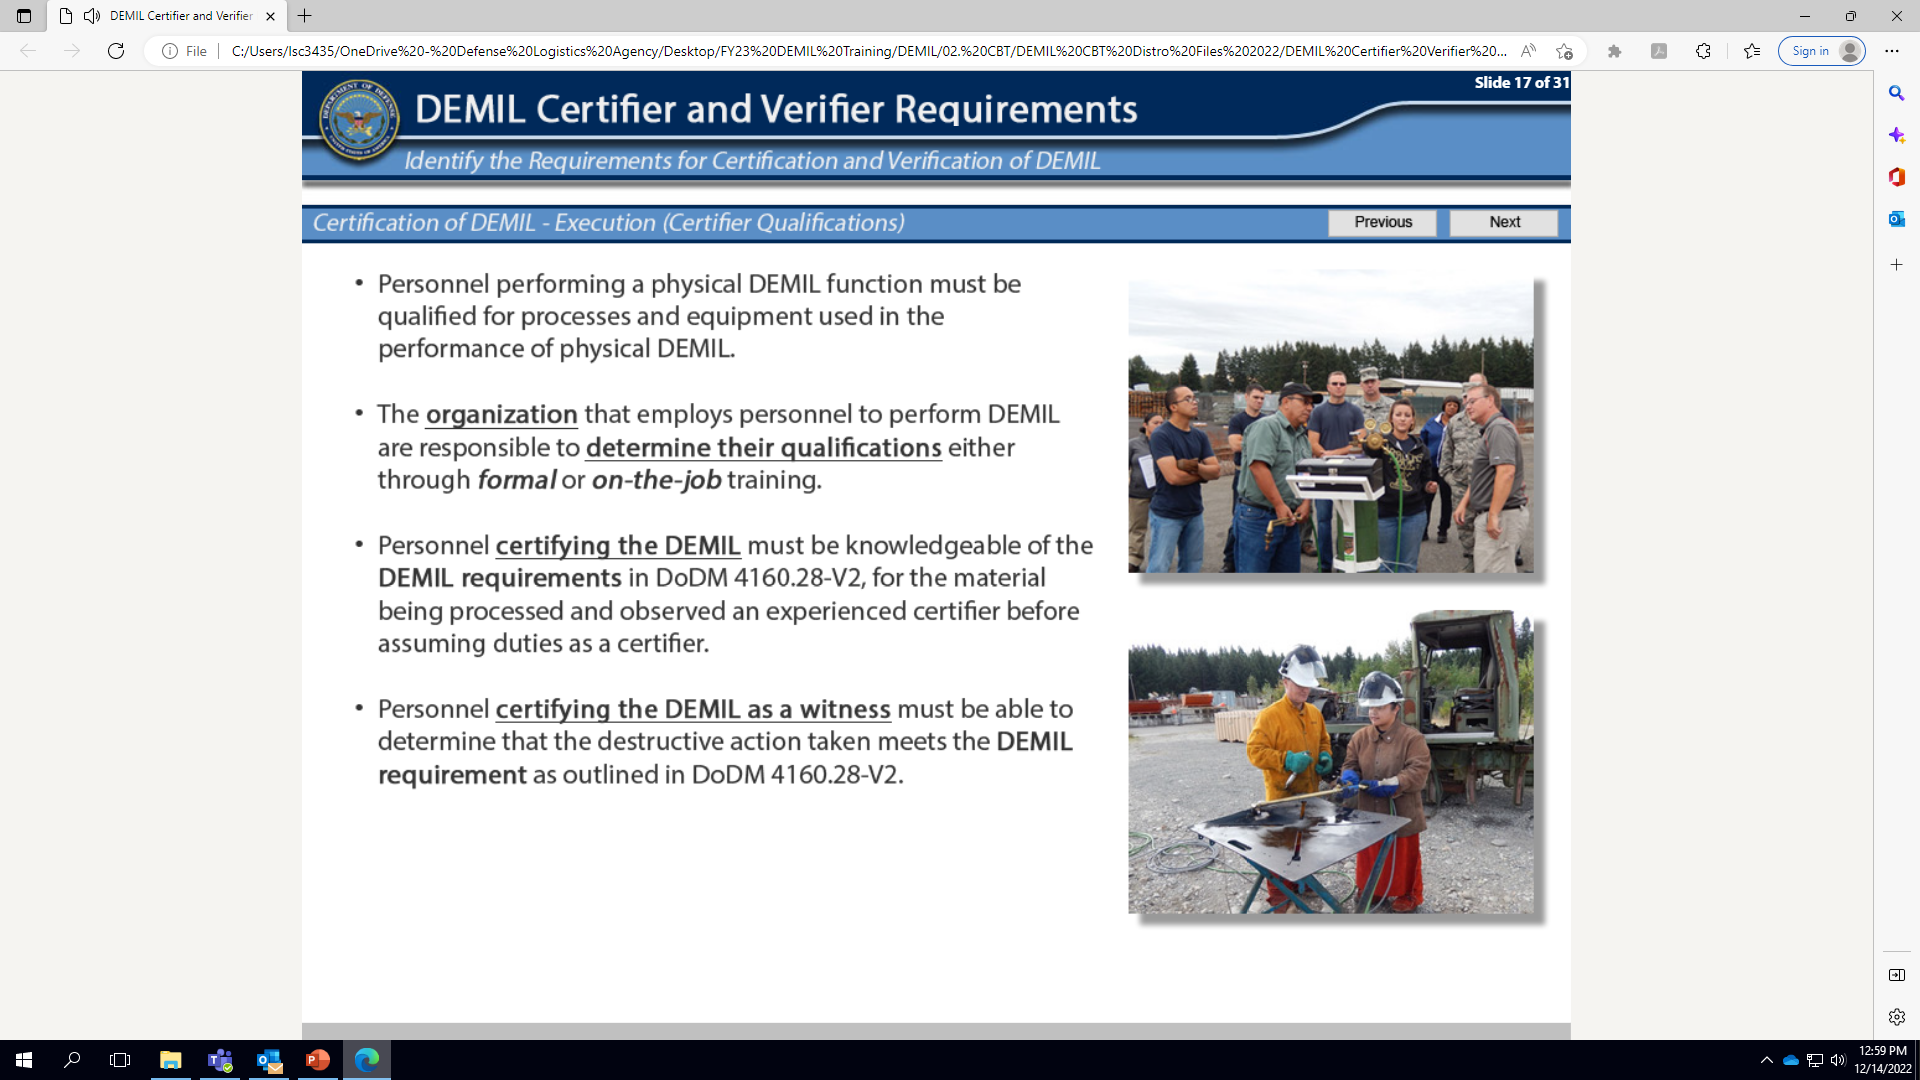 DEMIL Certifier and Verifier
File
C:/Users/lsc3435/OneDrive%20-%20Defense%20Logistics%20Agency/Desktop/FY23%20DEMIL%20Training/DEMIL/02.%20CBT/DEMIL%20CBT%20Distro%20Files%202022/DEMIL%20Certifier%20Verifier%20...
Sign in
Slide 17 of 31
DEPARTMENT OF DEFENSE
UNITED STATES OF AMERICA
DEMIL Certifier and Verifier Requirements
Identify the Requirements for Certification and Verification of DEMIL
Certification of DEMIL - Execution (Certifier Qualifications)
Previous
Next
• Personnel performing a physical DEMIL function must be
qualified for processes and equipment used in the
performance of physical DEMIL.
• The organization that employs personnel to perform DEMIL
are responsible to determine their qualifications either
through formal or on-the-job training.
• Personnel certifying the DEMIL must be knowledgeable of the
DEMIL requirements in DoDM 4160.28-V2, for the material
being processed and observed an experienced certifier before
assuming duties as a certifier.
• Personnel certifying the DEMIL as a witness must be able to
determine that the destructive action taken meets the DEMIL
requirement as outlined in DoDM 4160.28-V2.
12:59 PM
12/14/2022